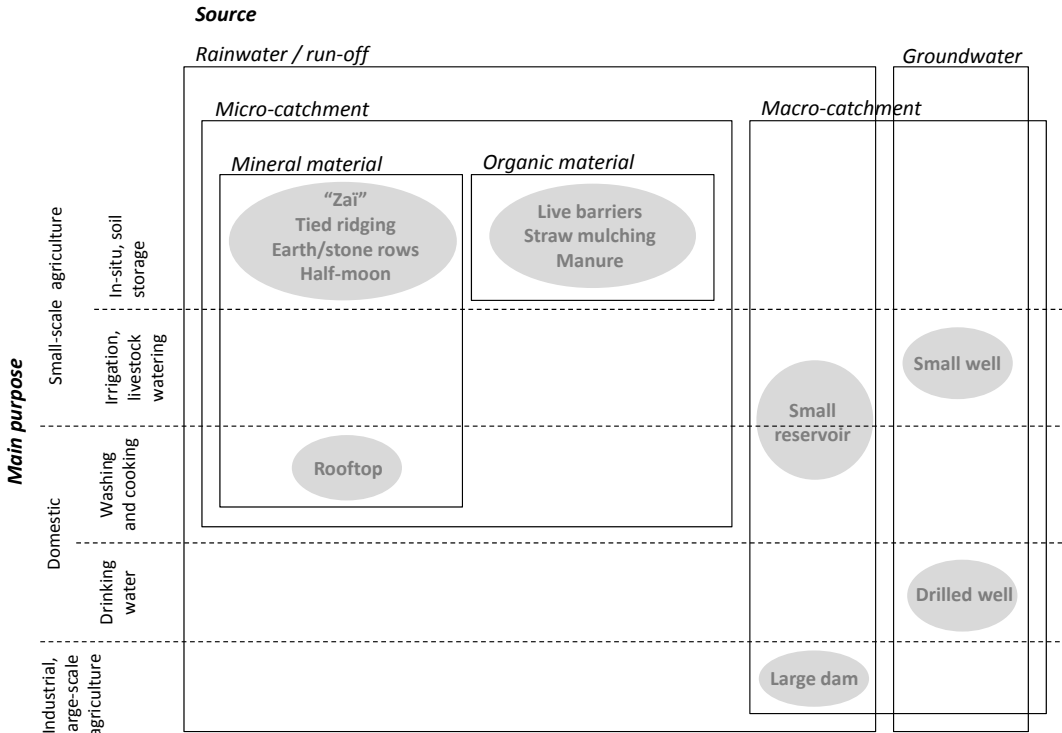 Source
Rainwater / run-off
Groundwater
Micro-catchment
Macro-catchment
Mineral material
Organic material
“Zaï”
Tied ridging
Earth/stone rows
Half-moon
Live barriers
Straw mulching
Manure
Small well
Small
reservoir
Rooftop
Drilled well
Large dam
Main purpose
Small-scale agriculture
In-situ, soil
storage
Irrigation,
livestock
watering
Domestic
Washing
and cooking
Drinking
water
Industrial,
arge-scale
agriculture